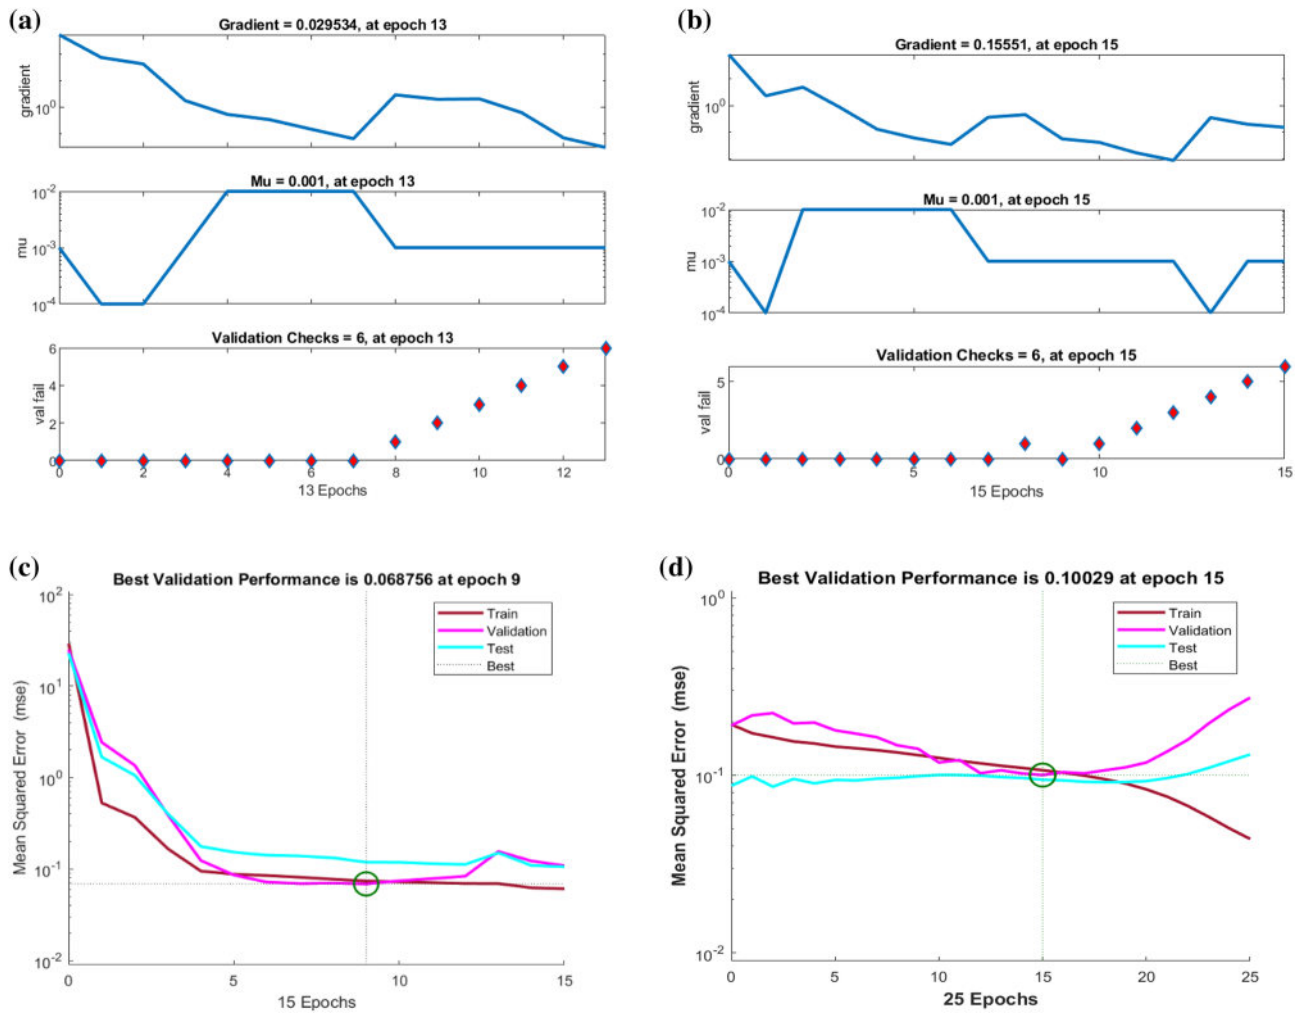 (a)
Gradient = 0.029534, at epoch 13
gradient
10^0
Mu = 0.001, at epoch 13
mu
10^-2
10^-3
10^-4
Validation Checks = 6, at epoch 13
val fail
6
4
2
0
0 2 4 6 8 10 12
13 Epochs
(b)
Gradient = 0.15551, at epoch 15
gradient
10^0
Mu = 0.001, at epoch 15
mu
10^-2
10^-3
10^-4
Validation Checks = 6, at epoch 15
val fail
5
0
0 5 10 15
15 Epochs
(c)
Best Validation Performance is 0.068756 at epoch 9
Mean Squared Error (mse)
10^2
10^1
10^0
10^-1
10^-2
Train
Validation
Test
Best
0 5 10 15
15 Epochs
(d)
Best Validation Performance is 0.10029 at epoch 15
Mean Squared Error (mse)
10^0
10^-1
10^-2
Train
Validation
Test
Best
0 5 10 15 20 25
25 Epochs